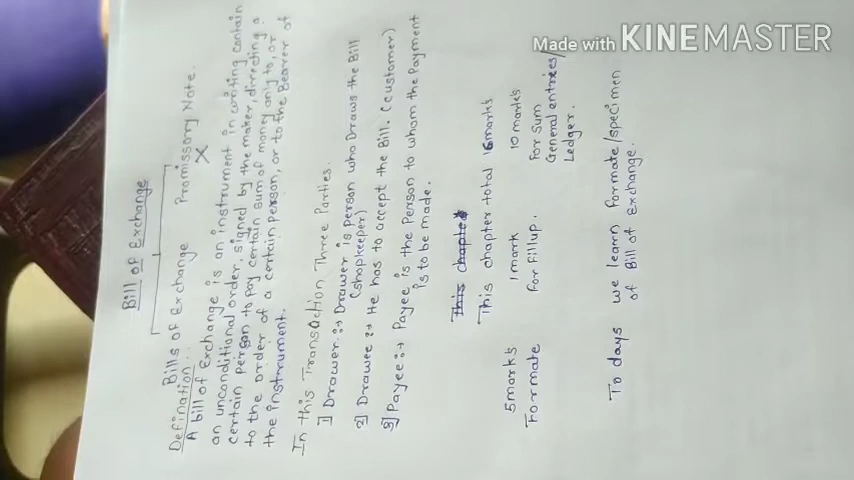 Bill of Exchange
Bills of Exchange Promissory Note.
X
Defination:.
A bill of Exchange is an instrument in writing contain
an unconditional order, signed by the maker, directing a
certain person to pay certain sum of money only to, or
to the order of a certain person, or to the Bearer of
the instrument.
In this Transaction Three Parties.
1] Drawer :→ Drawer is person who Draws the Bill
(shopkeeper)
2] Drawee :→ He has to accept the Bill. (customer)
3] Payee :→ Payee is the Person to whom the Payment
is to be made.
This chapter
This chapter total 16 marks
5marks 1mark 10 marks
Formate for Fillup. For Sum
General entries/
Ledger.
To days we learn Formate/specimen
of Bill of Exchange.
Made with KINEMASTER